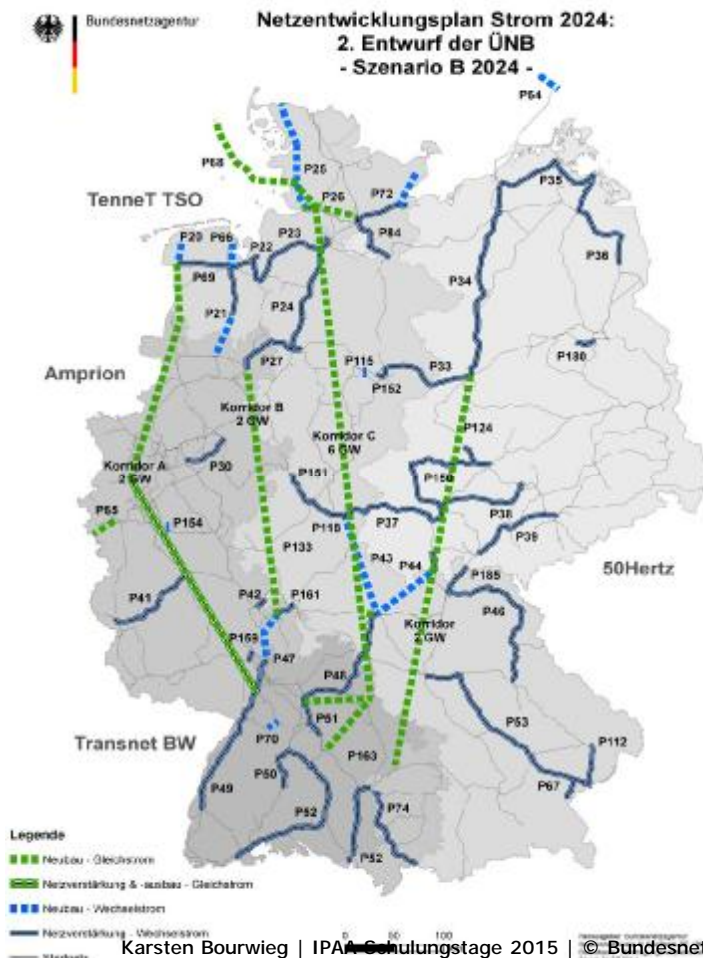 Bundesnetzagentur
Netzentwicklungsplan Strom 2024:
2. Entwurf der ÜNB
- Szenario B 2024 -
P64
P68
P25
P26
P72
P35
TenneT TSO
P20
P66
P22
P23
P84
P36
P69
P34
P21
P24
P180
P27
P115
P33
P152
Amprion
Korridor B
2 GW
Korridor C
6 GW
P124
Korridor A
2 GW
P30
P151
P150
P65
P154
P118
P37
P38
P133
P43
P44
P39
50Hertz
P185
P41
P42
P161
P46
P159
P47
Korridor
2 GW
P48
P51
P53
Transnet BW
P70
P163
P112
P50
P67
P49
P52
P74
P52
Legende
Neubau - Gleichstrom
Netzverstärkung & -ausbau - Gleichstrom
Neubau - Wechselstrom
Netzverstärkung - Wechselstrom
0 50 100
Karsten Bourwieg | IPAA Schulungstage 2015 | © Bundesnet